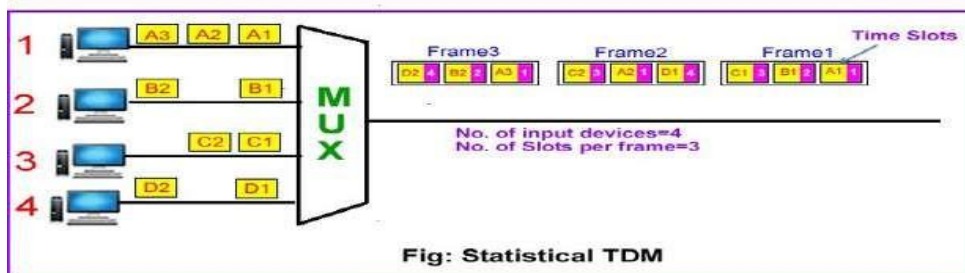 1 A3 A2 A1
2 B2 B1
3 C2 C1
4 D2 D1
MUX
Time Slots
Frame3 Frame2 Frame1
D2 4 B2 2 A3 1 C2 3 A2 1 D1 4 C1 3 B1 2 A1 1
No. of input devices=4
No. of Slots per frame=3
Fig: Statistical TDM